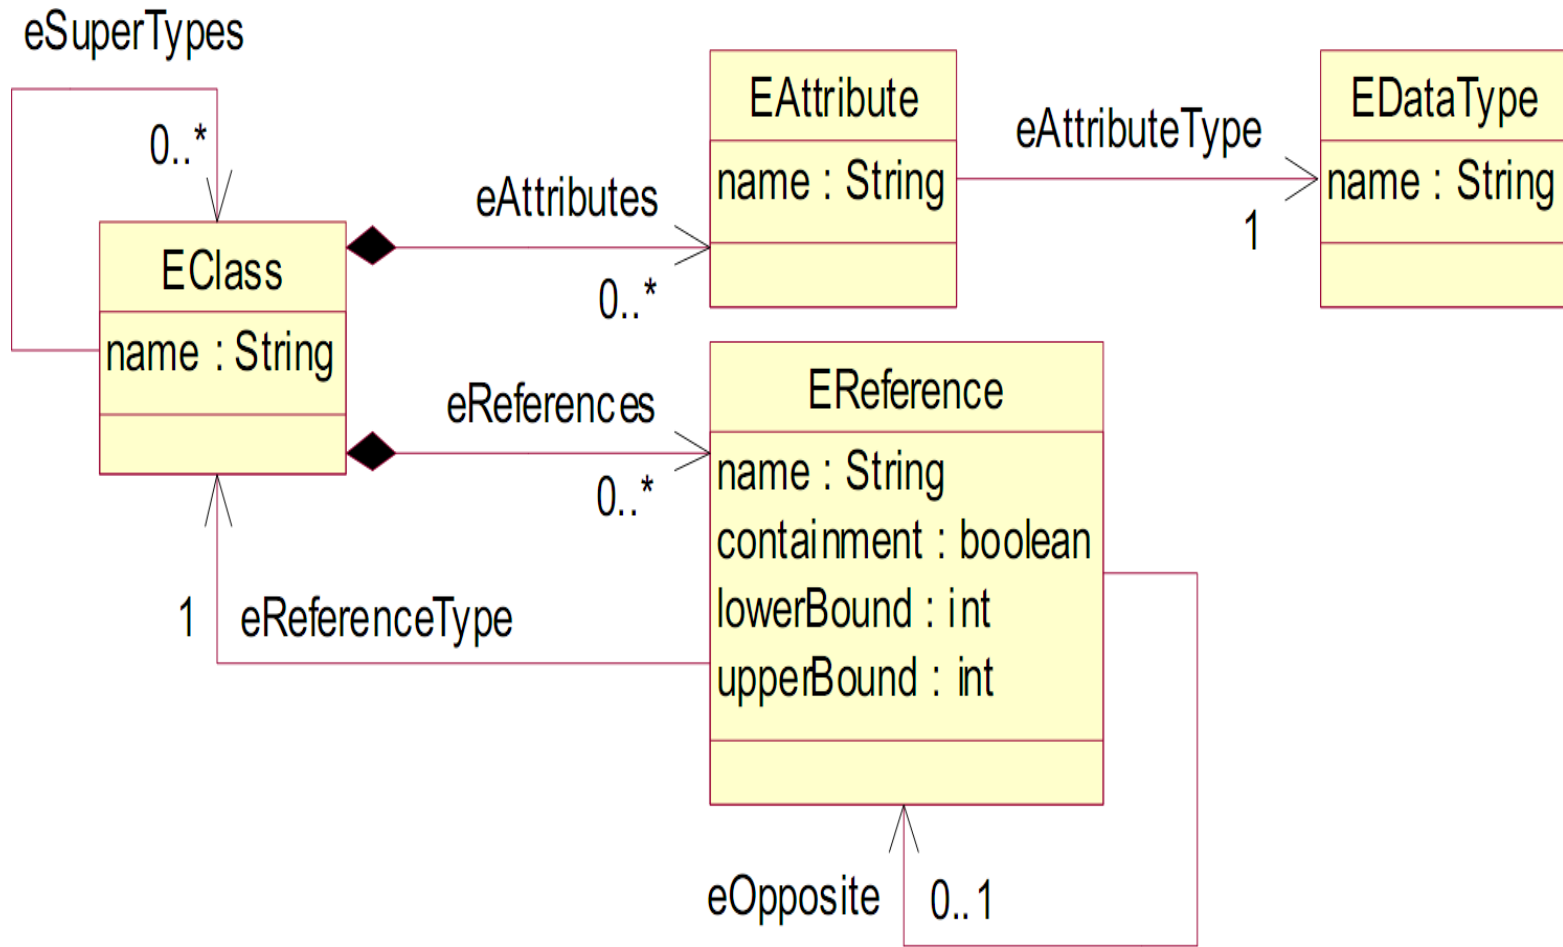 eSuperTypes
0..*
EClass
name : String
eAttributes
0..*
EAttribute
name : String
eAttributeType
1
EDataType
name : String
eReferences
0..*
EReference
name : String
containment : boolean
lowerBound : int
upperBound : int
1
eReferenceType
eOpposite
0..1